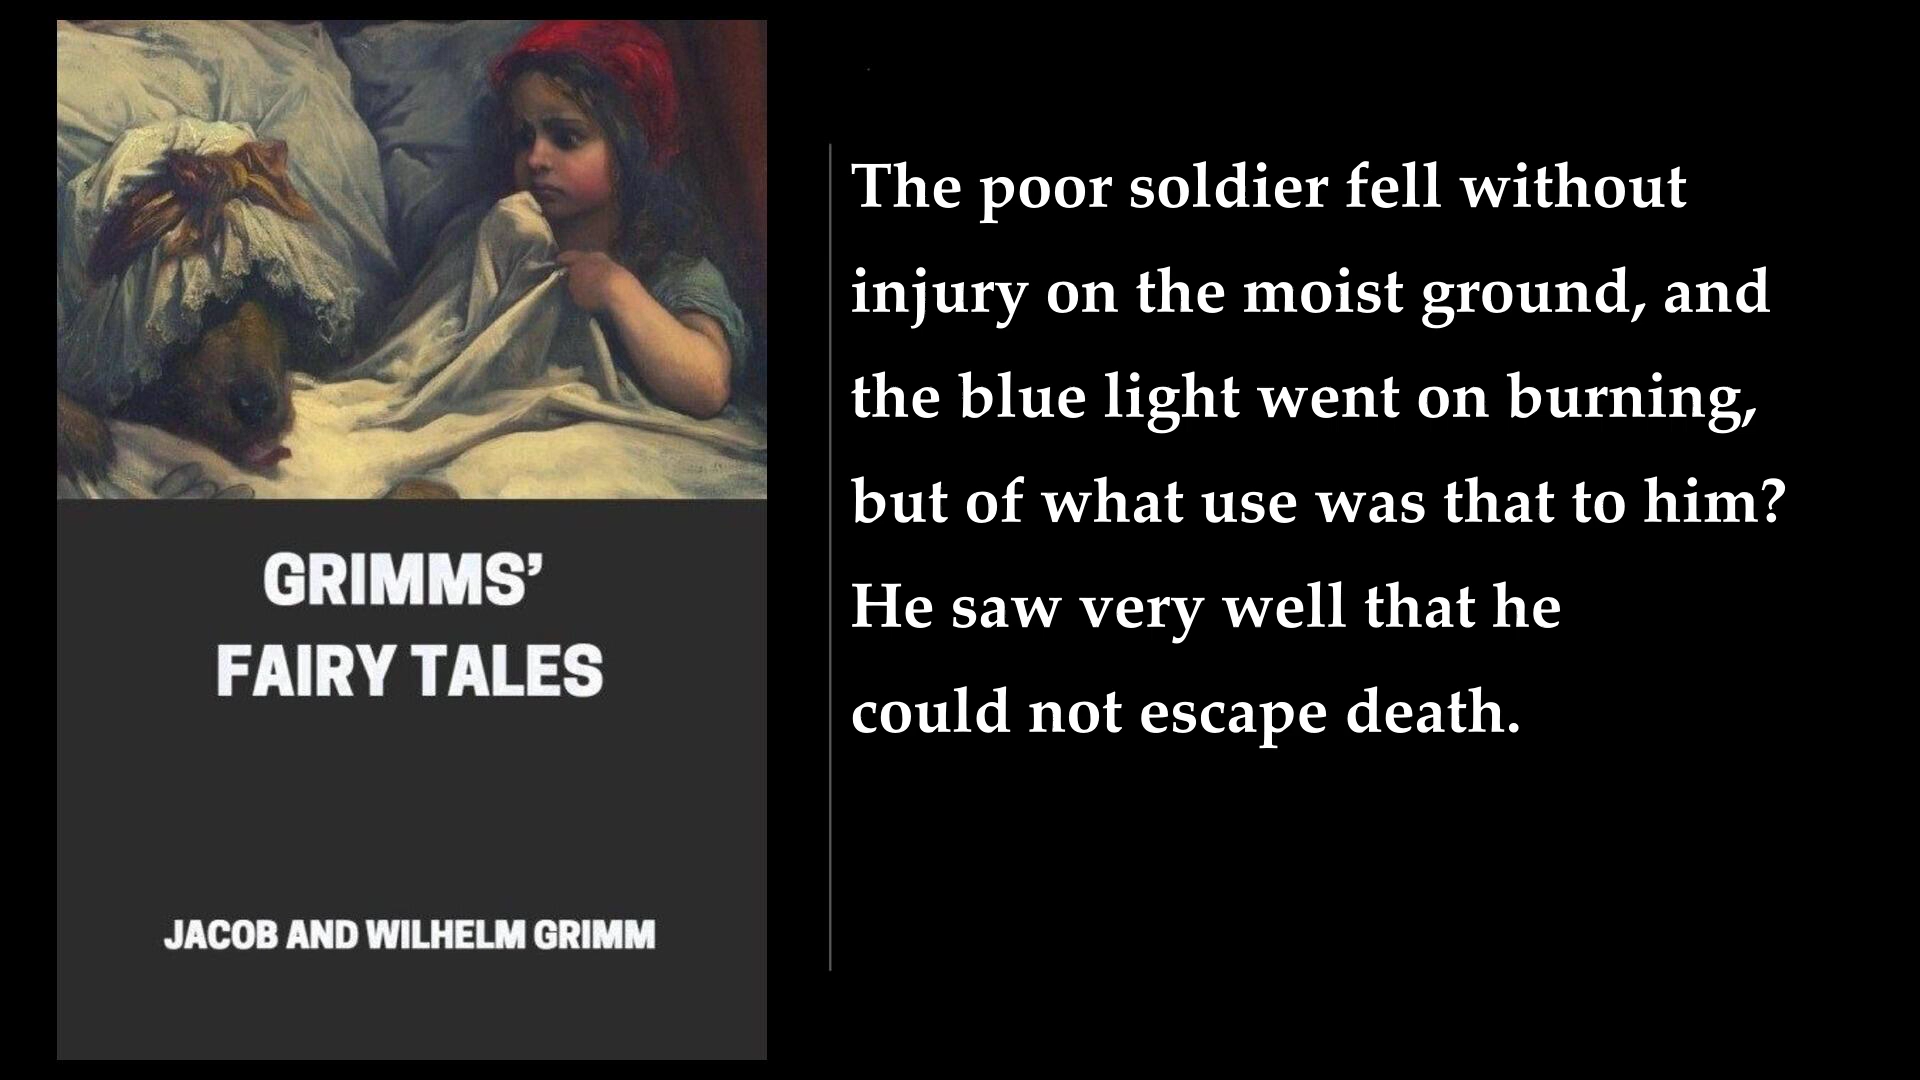 GRIMMS’
FAIRY TALES
JACOB AND WILHELM GRIMM
The poor soldier fell without
injury on the moist ground, and
the blue light went on burning,
but of what use was that to him?
He saw very well that he
could not escape death.